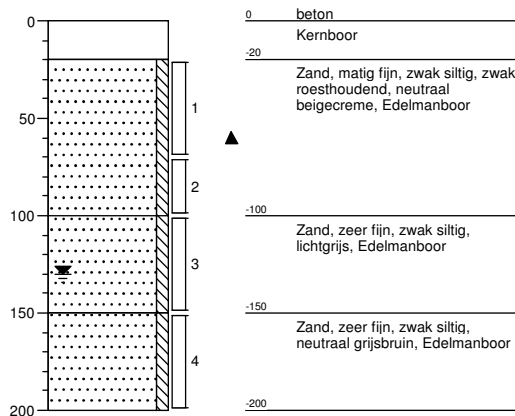 0
50
100
150
200
1
2
3
4
0
beton
Kernboor
-20
Zand, matig fijn, zwak siltig, zwak
roesthoudend, neutraal
beigecreme, Edelmanboor
-100
Zand, zeer fijn, zwak siltig,
lichtgrijs, Edelmanboor
-150
Zand, zeer fijn, zwak siltig,
neutraal grijsbruin, Edelmanboor
-200